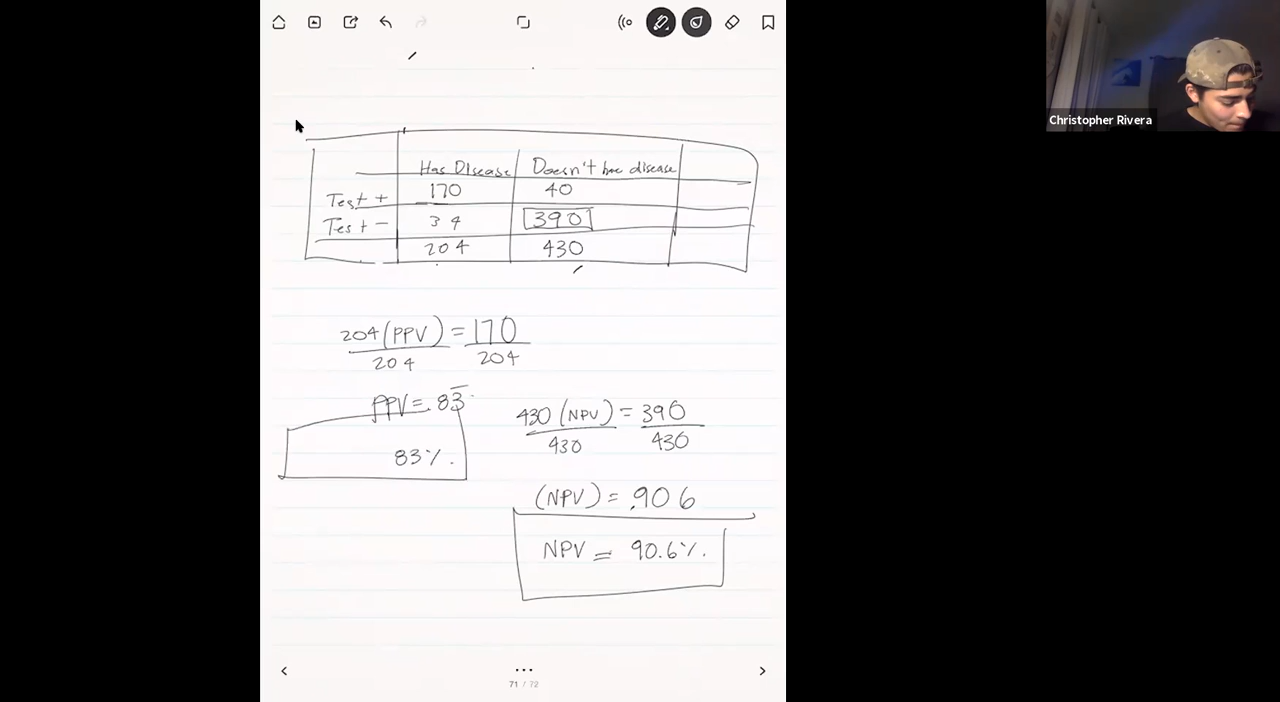 Christopher Rivera
Has Disease Doesn't have disease
Test + 170 40
Test - 34 390
204 430
204 (PPV) = 170
204 204
PPV = .83
83%.
430 (NPV) = 390
430 430
(NPV) = .906
NPV = 90.6%.
71 / 72